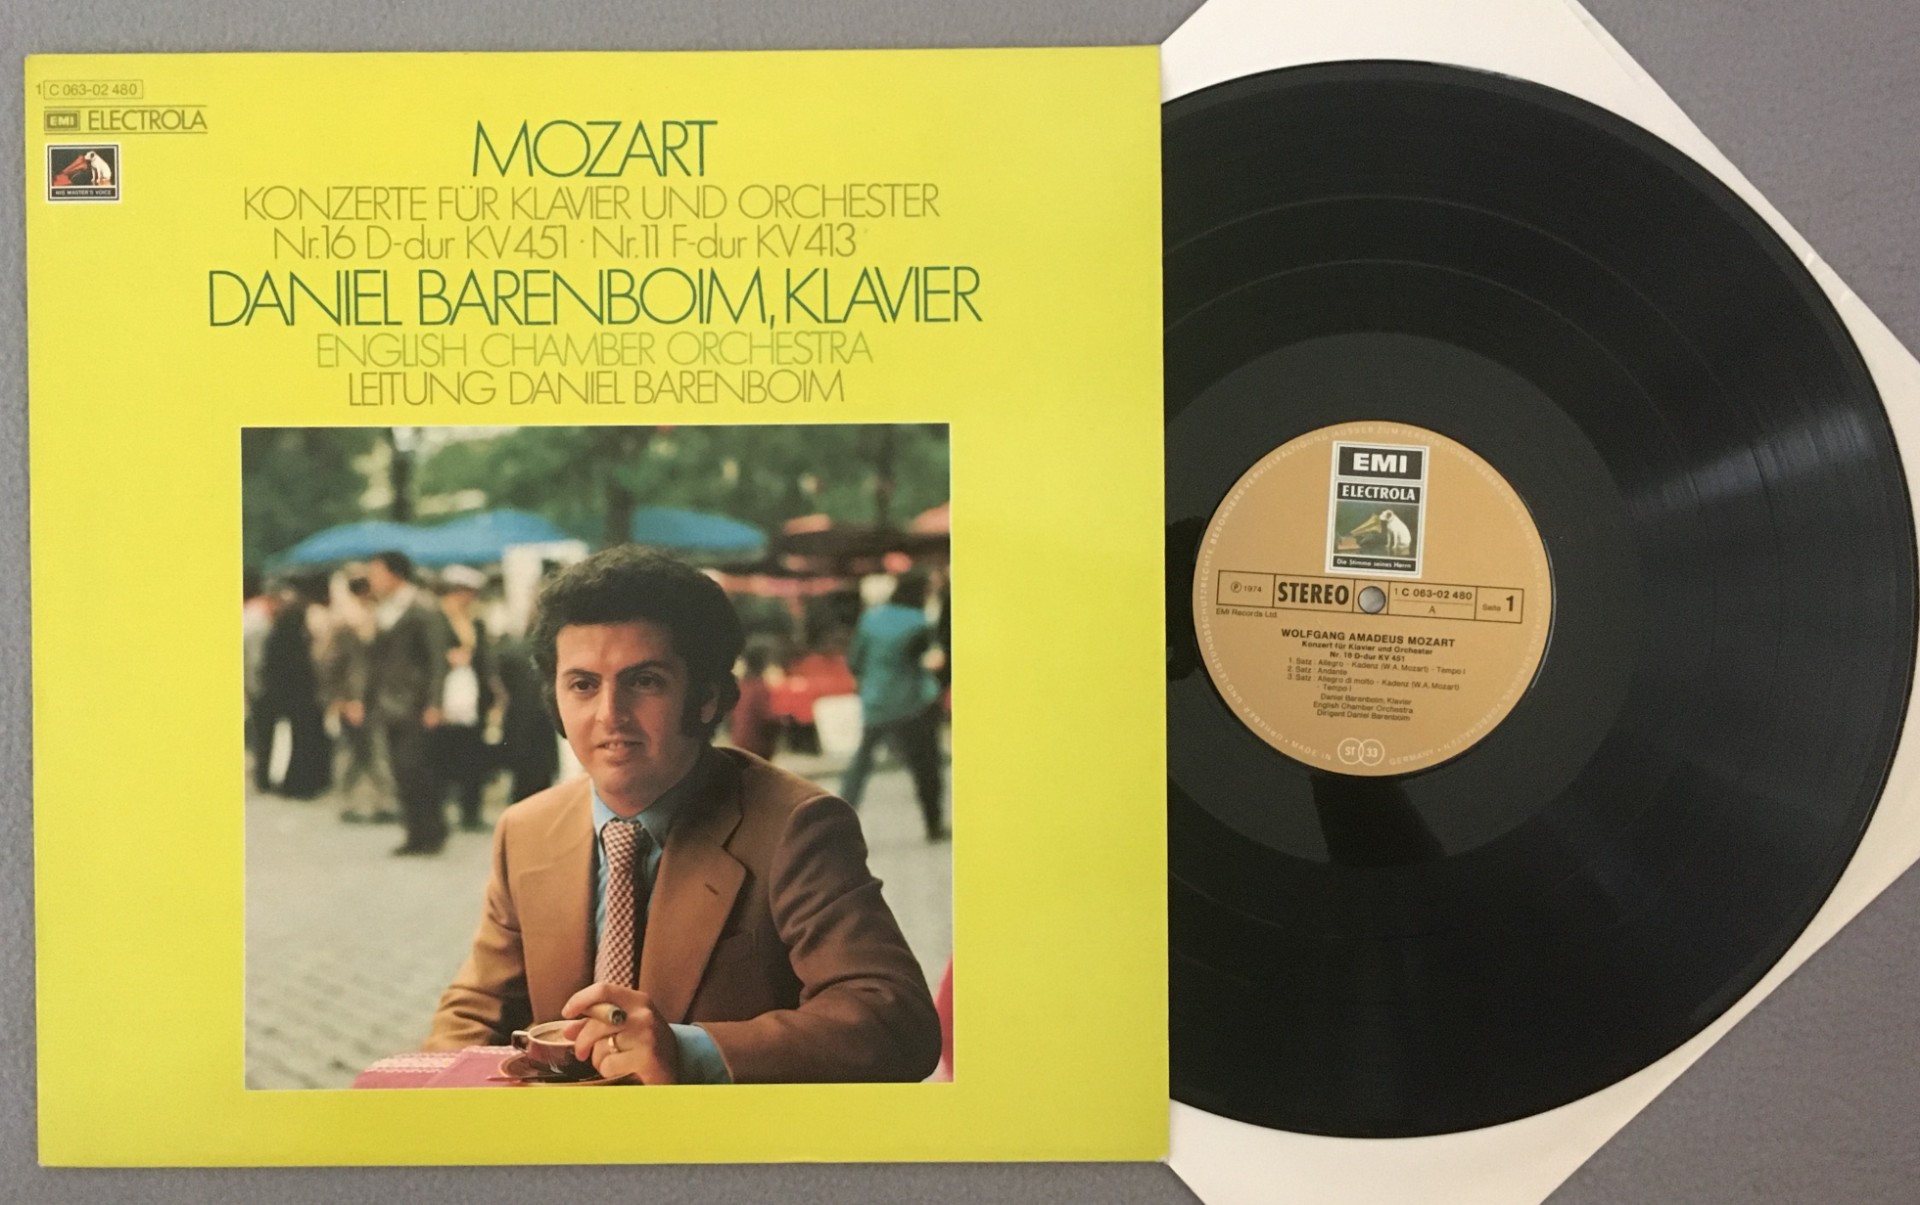 1 C 063-02 480
EMI ELECTROLA
HIS MASTER'S VOICE
MOZART
KONZERTE FÜR KLAVIER UND ORCHESTER
Nr.16 D-dur KV 451 · Nr.11 F-dur KV 413
DANIEL BARENBOIM, KLAVIER
ENGLISH CHAMBER ORCHESTRA
LEITUNG DANIEL BARENBOIM
EMI
ELECTROLA
Die Stimme seines Herrn
℗ 1974
STEREO
1 C 063-02 480
A
Seite 1
EMI Records Ltd.
WOLFGANG AMADEUS MOZART
Konzert für Klavier und Orchester
Nr. 16 D-dur KV 451
1. Satz: Allegro - Kadenz (W.A. Mozart) - Tempo I
2. Satz: Andante
3. Satz: Allegro di molto - Kadenz (W.A. Mozart)
- Tempo I
Daniel Barenboim, Klavier
English Chamber Orchestra
Dirigent Daniel Barenboim
MADE IN GERMANY
ST 33